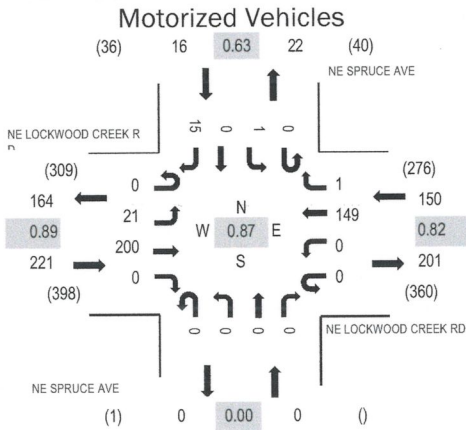 Motorized Vehicles
(36) 16 0.63 22 (40)
NE SPRUCE AVE
15 0 1 0
NE LOCKWOOD CREEK R
D
(309) 0 1 (276)
164 150
21 N 149
0.89 W 0.87 E 0.82
200 S 0
221 201
0 0
(398) (360)
0 0 0 0
NE LOCKWOOD CREEK RD
NE SPRUCE AVE
(1) 0 0.00 0 ()